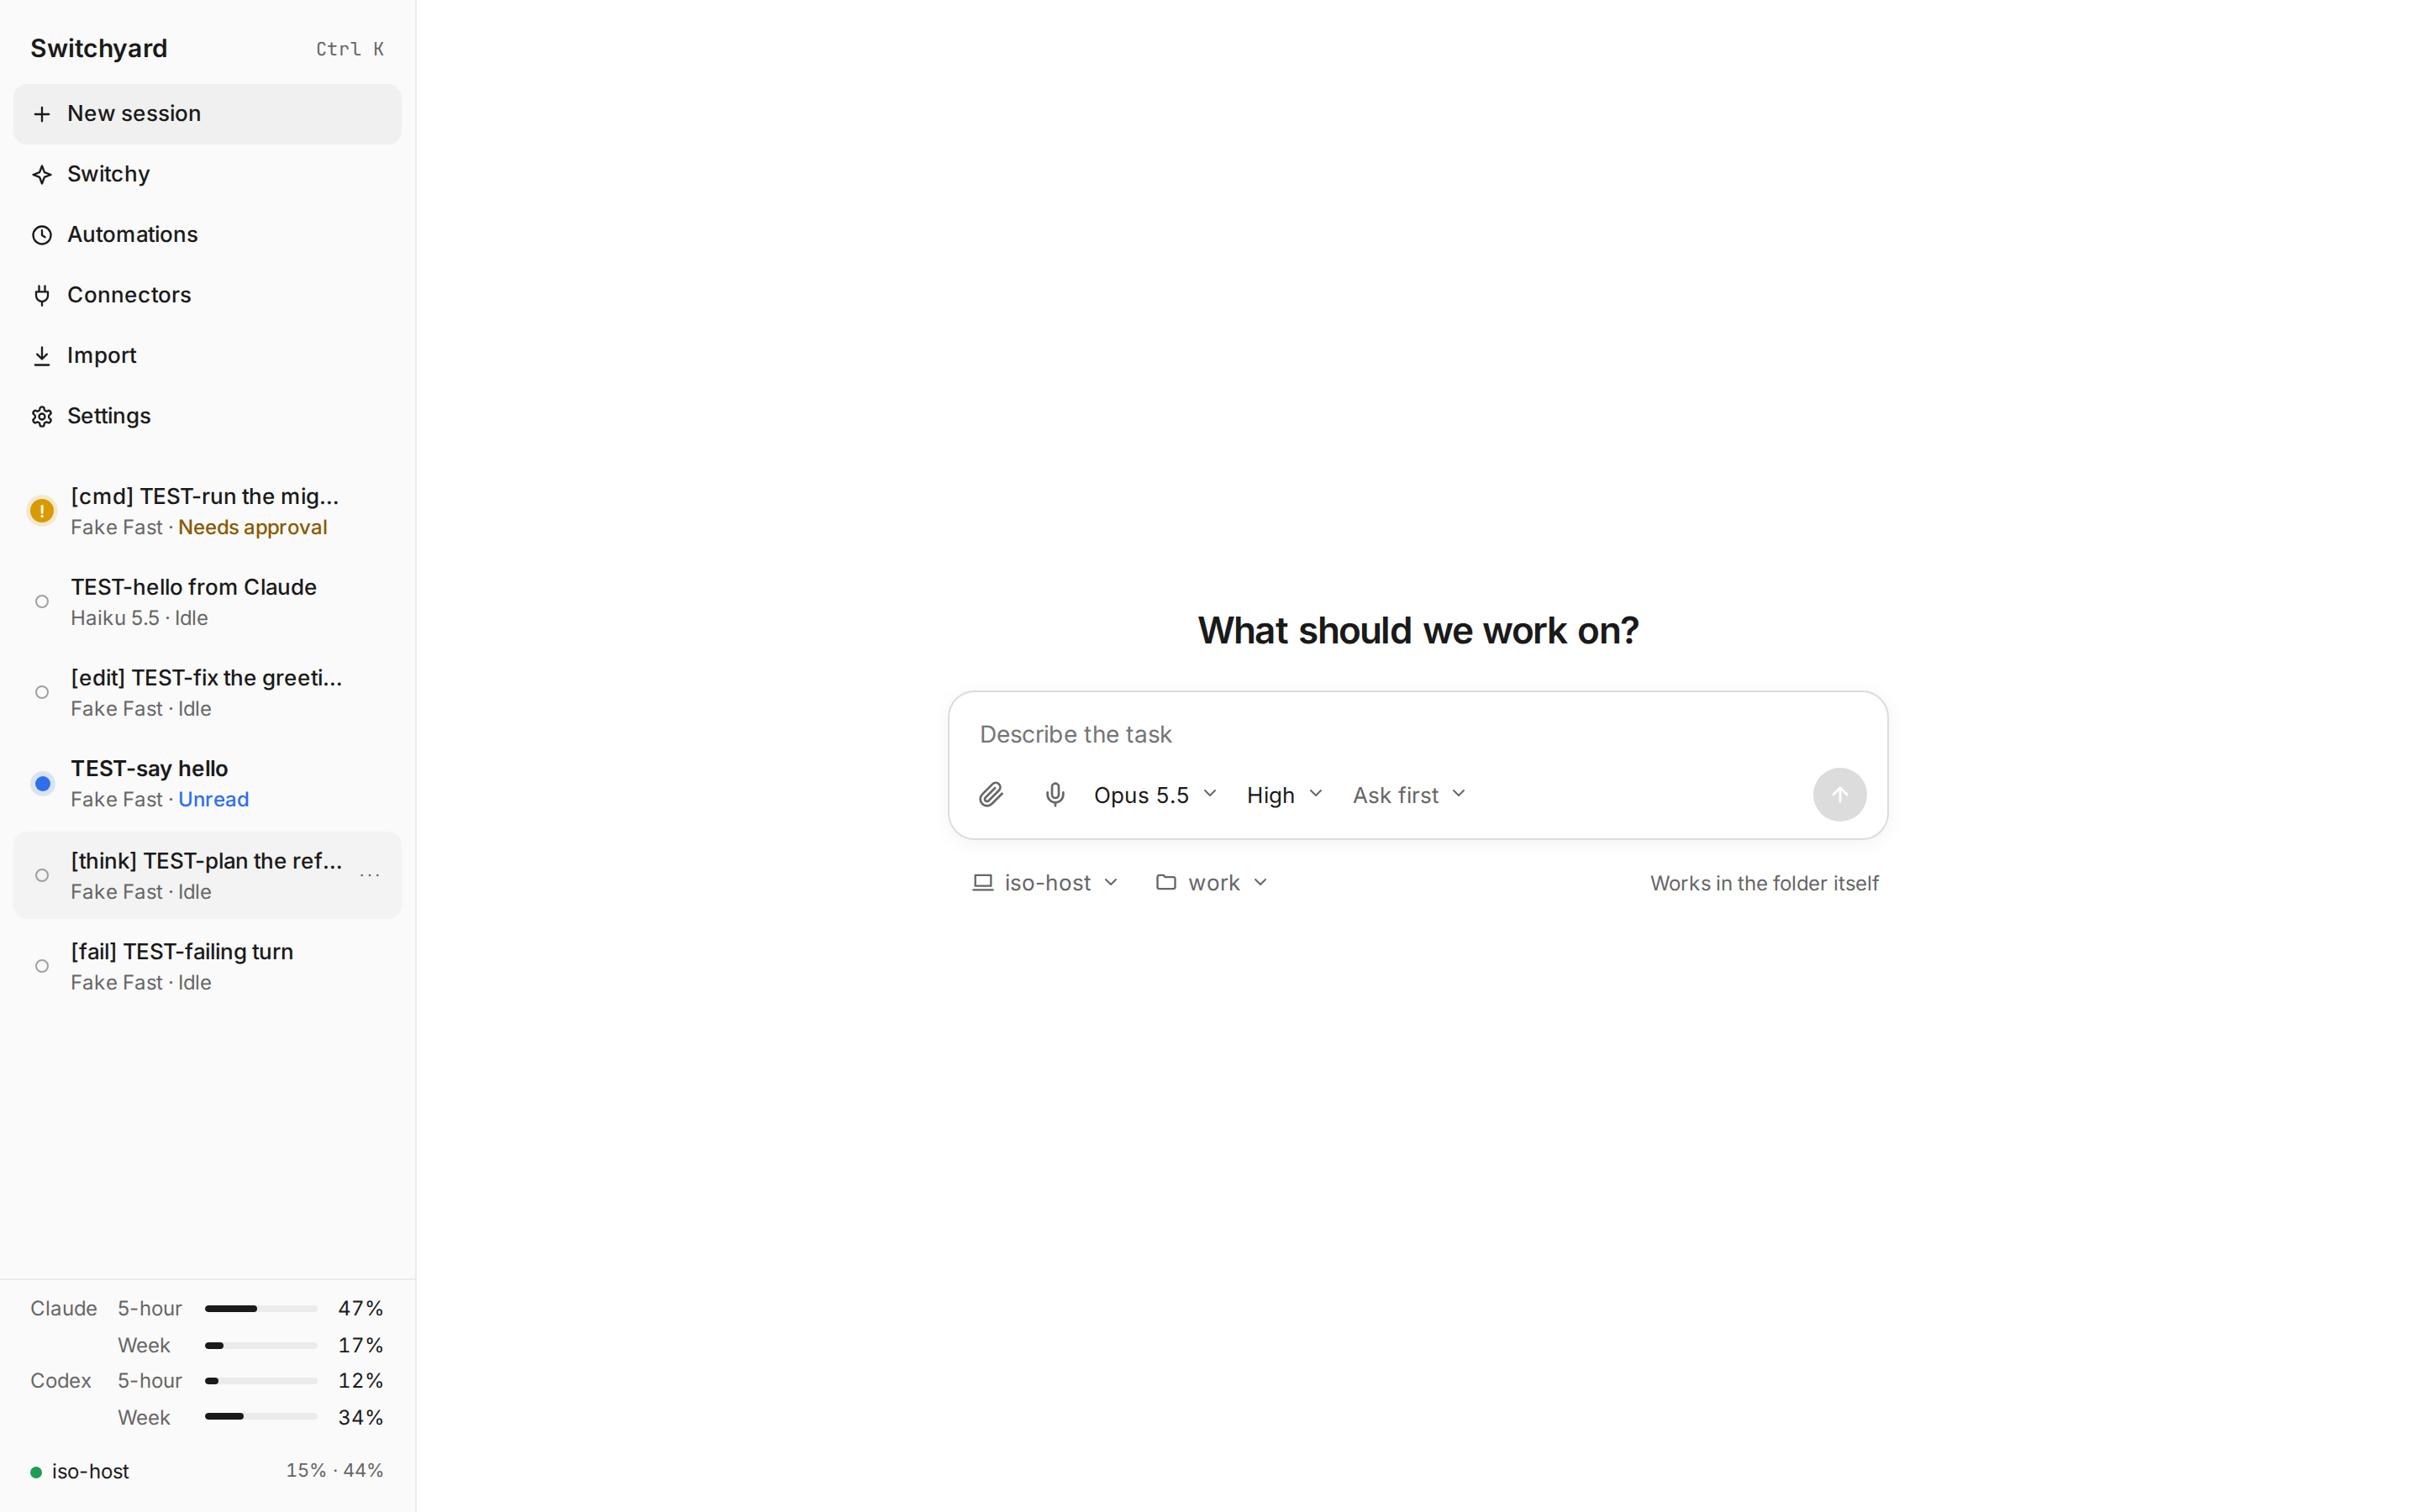 Switchyard
Ctrl K
New session
Switchy
Automations
Connectors
Import
Settings
[cmd] TEST-run the mig...
Fake Fast · Needs approval
TEST-hello from Claude
Haiku 5.5 · Idle
[edit] TEST-fix the greeti...
Fake Fast · Idle
TEST-say hello
Fake Fast · Unread
[think] TEST-plan the ref...
Fake Fast · Idle
[fail] TEST-failing turn
Fake Fast · Idle
Claude 5-hour 47%
Week 17%
Codex 5-hour 12%
Week 34%
iso-host 15% · 44%
What should we work on?
Describe the task
Opus 5.5 High Ask first
iso-host work Works in the folder itself